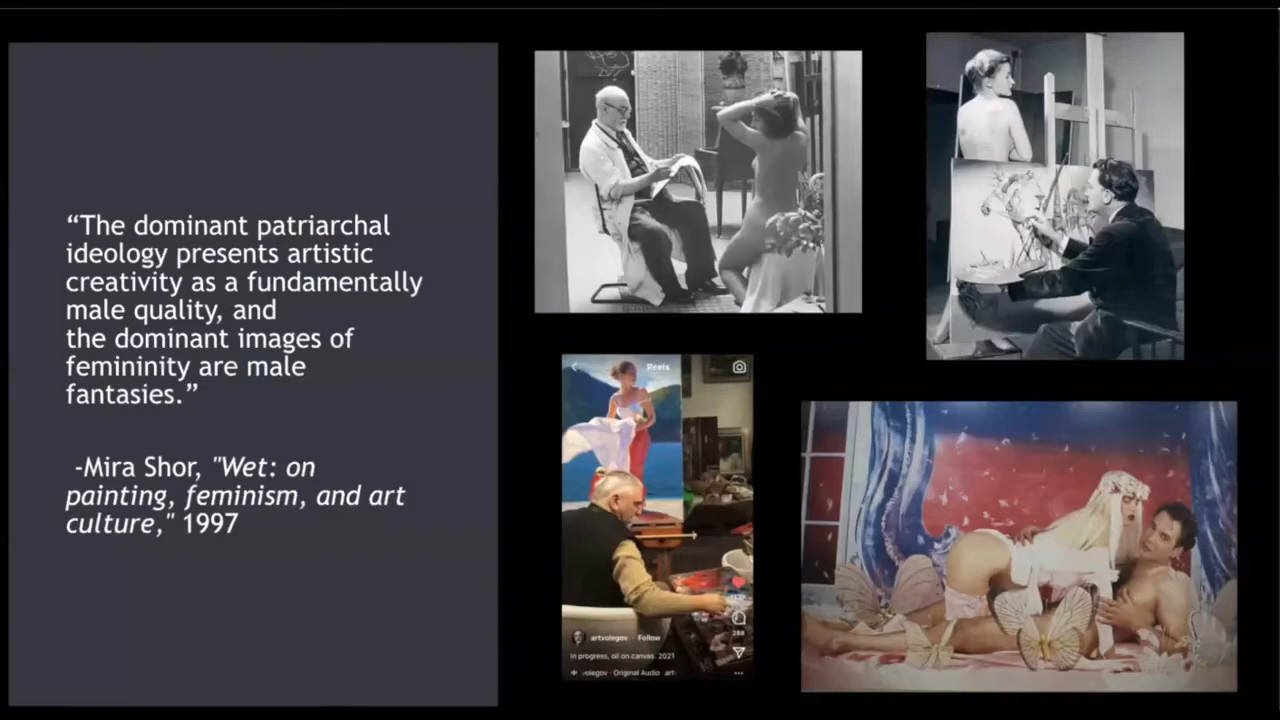 “The dominant patriarchal
ideology presents artistic
creativity as a fundamentally
male quality, and
the dominant images of
femininity are male
fantasies.”
-Mira Shor, "Wet: on
painting, feminism, and art
culture," 1997
Reels
288
artvolegov · Follow
In progress, oil on canvas. 2021
volegov · Original Audio